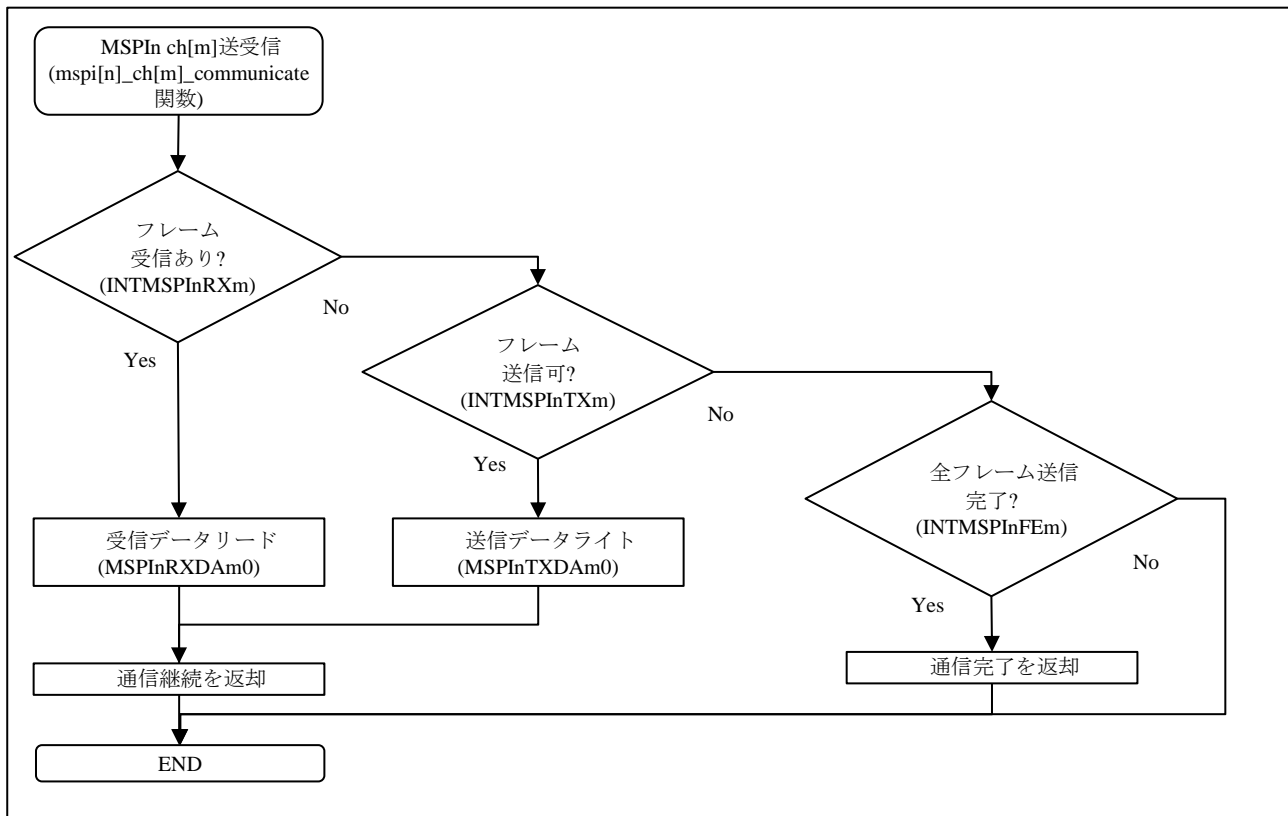 MSPIn ch[m]送受信
(mspi[n]_ch[m]_communicate
関数)
フレーム
受信あり?
(INTMSPInRXm)
No
Yes
フレーム
送信可?
(INTMSPInTXm)
No
Yes
全フレーム送信
完了?
(INTMSPInFEm)
No
Yes
受信データリード
(MSPInRXDAm0)
送信データライト
(MSPInTXDAm0)
通信継続を返却
通信完了を返却
END